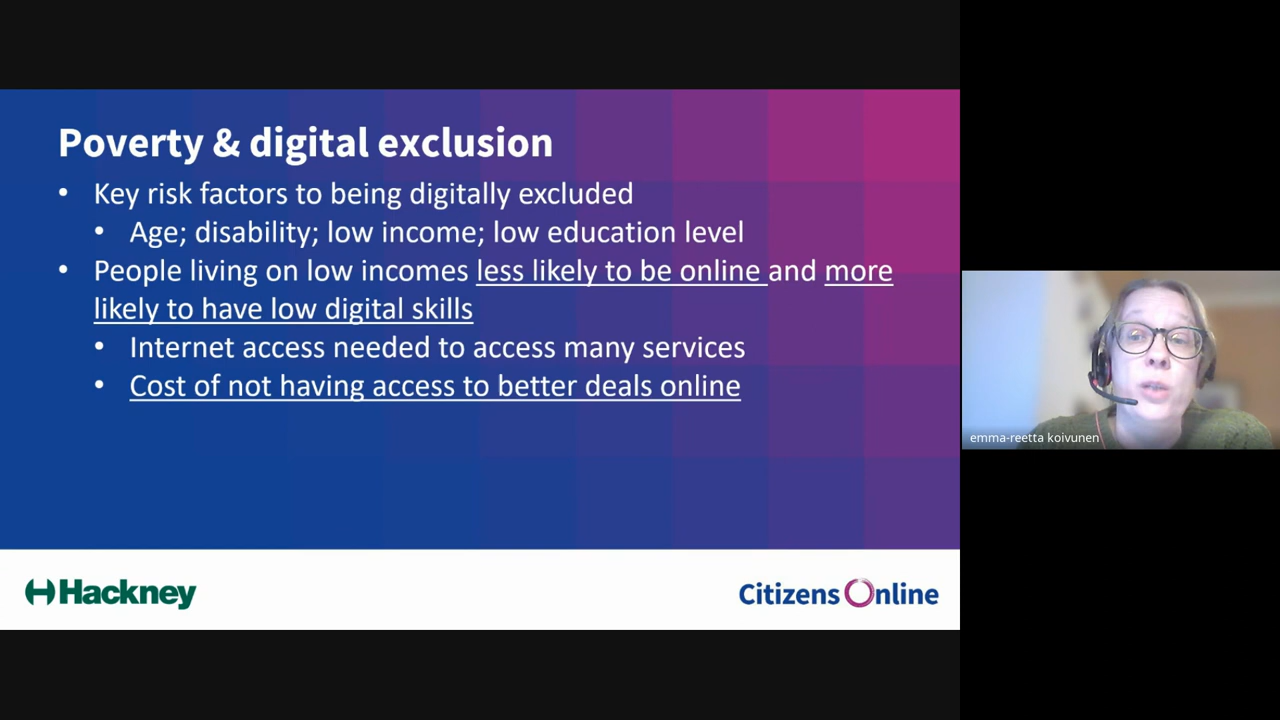 Poverty & digital exclusion
• Key risk factors to being digitally excluded
• Age; disability; low income; low education level
• People living on low incomes less likely to be online and more
likely to have low digital skills
• Internet access needed to access many services
• Cost of not having access to better deals online
Hackney
Citizens Online
emma-reetta koivunen